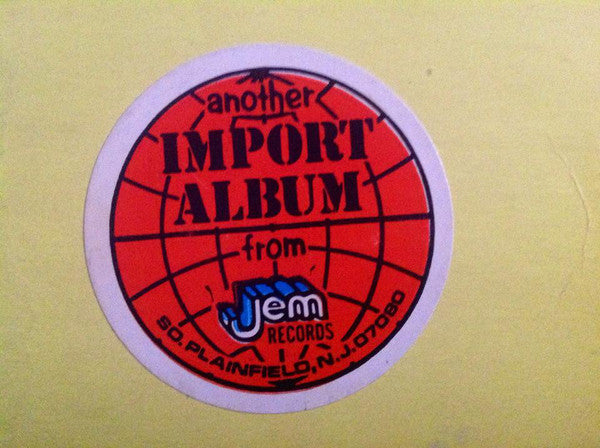 another
IMPORT
ALBUM
from
Jem
RECORDS
SO. PLAINFIELD, N.J. 07080